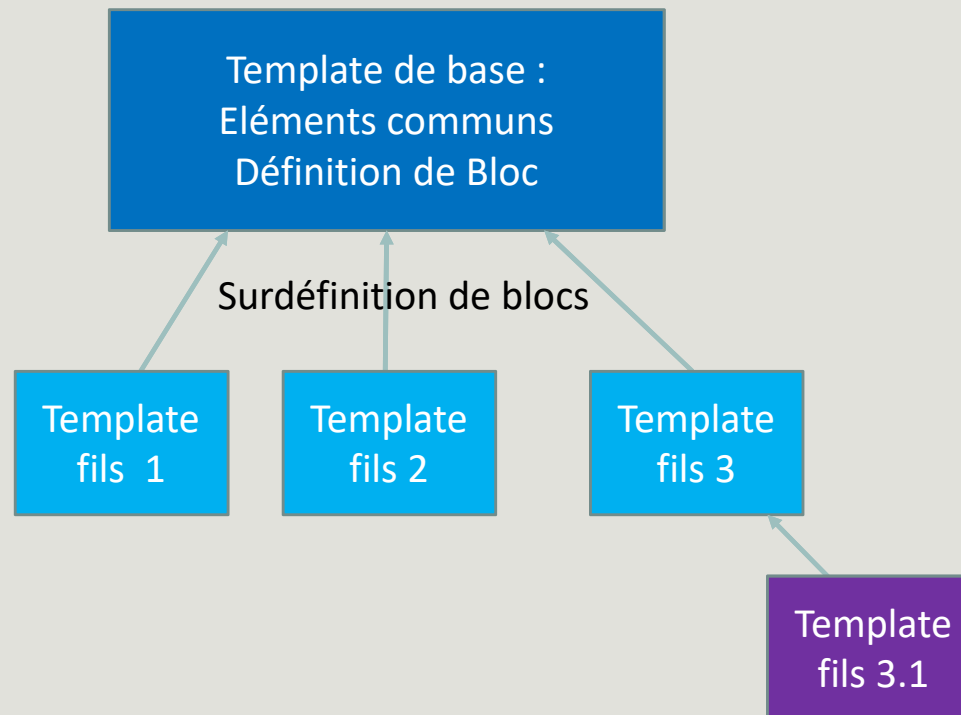 Template de base :
Eléments communs
Définition de Bloc
Surdéfinition de blocs
Template
fils 1
Template
fils 2
Template
fils 3
Template
fils 3.1